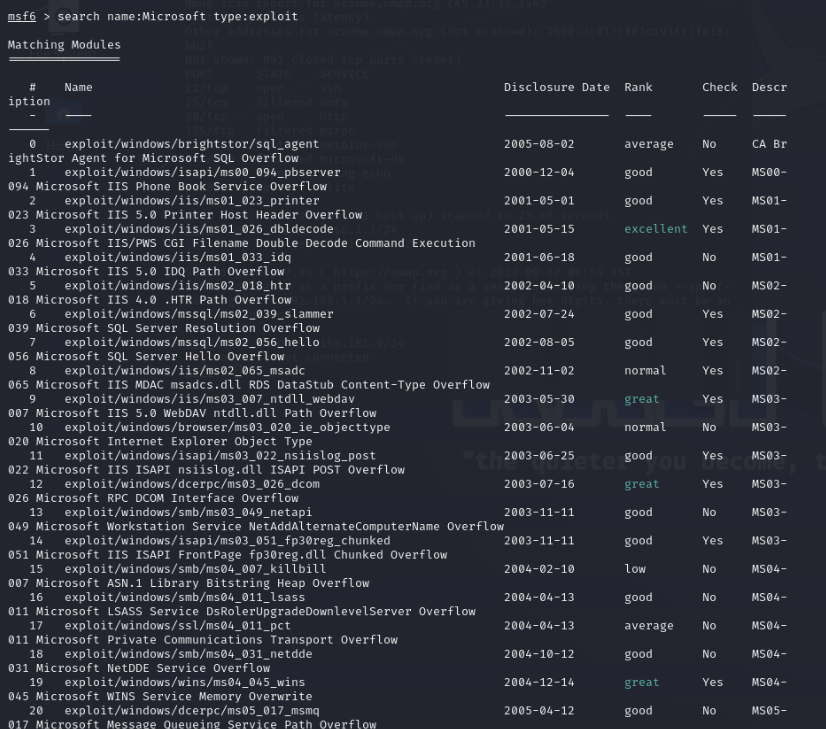 msf6 > search name:Microsoft type:exploit
Matching Modules
================
# Name Disclosure Date Rank Check Descr
iption
- ---- --------------- ---- ----- -----
------
0 exploit/windows/brightstor/sql_agent 2005-08-02 average No CA Br
ightStor Agent for Microsoft SQL Overflow
1 exploit/windows/isapi/ms00_094_pbserver 2000-12-04 good Yes MS00-
094 Microsoft IIS Phone Book Service Overflow
2 exploit/windows/iis/ms01_023_printer 2001-05-01 good Yes MS01-
023 Microsoft IIS 5.0 Printer Host Header Overflow
3 exploit/windows/iis/ms01_026_dbldecode 2001-05-15 excellent Yes MS01-
026 Microsoft IIS/PWS CGI Filename Double Decode Command Execution
4 exploit/windows/iis/ms01_033_idq 2001-06-18 good No MS01-
033 Microsoft IIS 5.0 IDQ Path Overflow
5 exploit/windows/iis/ms02_018_htr 2002-04-10 good No MS02-
018 Microsoft IIS 4.0 .HTR Path Overflow
6 exploit/windows/mssql/ms02_039_slammer 2002-07-24 good Yes MS02-
039 Microsoft SQL Server Resolution Overflow
7 exploit/windows/mssql/ms02_056_hello 2002-08-05 good Yes MS02-
056 Microsoft SQL Server Hello Overflow
8 exploit/windows/iis/ms02_065_msadc 2002-11-02 normal Yes MS02-
065 Microsoft IIS MDAC msadcs.dll RDS DataStub Content-Type Overflow
9 exploit/windows/iis/ms03_007_ntdll_webdav 2003-05-30 great Yes MS03-
007 Microsoft IIS 5.0 WebDAV ntdll.dll Path Overflow
10 exploit/windows/browser/ms03_020_ie_objecttype 2003-06-04 normal No MS03-
020 Microsoft Internet Explorer Object Type
11 exploit/windows/isapi/ms03_022_nsiislog_post 2003-06-25 good Yes MS03-
022 Microsoft IIS ISAPI nsiislog.dll ISAPI POST Overflow
12 exploit/windows/dcerpc/ms03_026_dcom 2003-07-16 great Yes MS03-
026 Microsoft RPC DCOM Interface Overflow
13 exploit/windows/smb/ms03_049_netapi 2003-11-11 good No MS03-
049 Microsoft Workstation Service NetAddAlternateComputerName Overflow
14 exploit/windows/isapi/ms03_051_fp30reg_chunked 2003-11-11 good Yes MS03-
051 Microsoft IIS ISAPI FrontPage fp30reg.dll Chunked Overflow
15 exploit/windows/smb/ms04_007_killbill 2004-02-10 low No MS04-
007 Microsoft ASN.1 Library Bitstring Heap Overflow
16 exploit/windows/smb/ms04_011_lsass 2004-04-13 good No MS04-
011 Microsoft LSASS Service DsRolerUpgradeDownlevelServer Overflow
17 exploit/windows/ssl/ms04_011_pct 2004-04-13 average No MS04-
011 Microsoft Private Communications Transport Overflow
18 exploit/windows/smb/ms04_031_netdde 2004-10-12 good No MS04-
031 Microsoft NetDDE Service Overflow
19 exploit/windows/wins/ms04_045_wins 2004-12-14 great Yes MS04-
045 Microsoft WINS Service Memory Overwrite
20 exploit/windows/dcerpc/ms05_017_msmq 2005-04-12 good No MS05-
017 Microsoft Message Queueing Service Path Overflow
"the quieter you become, t